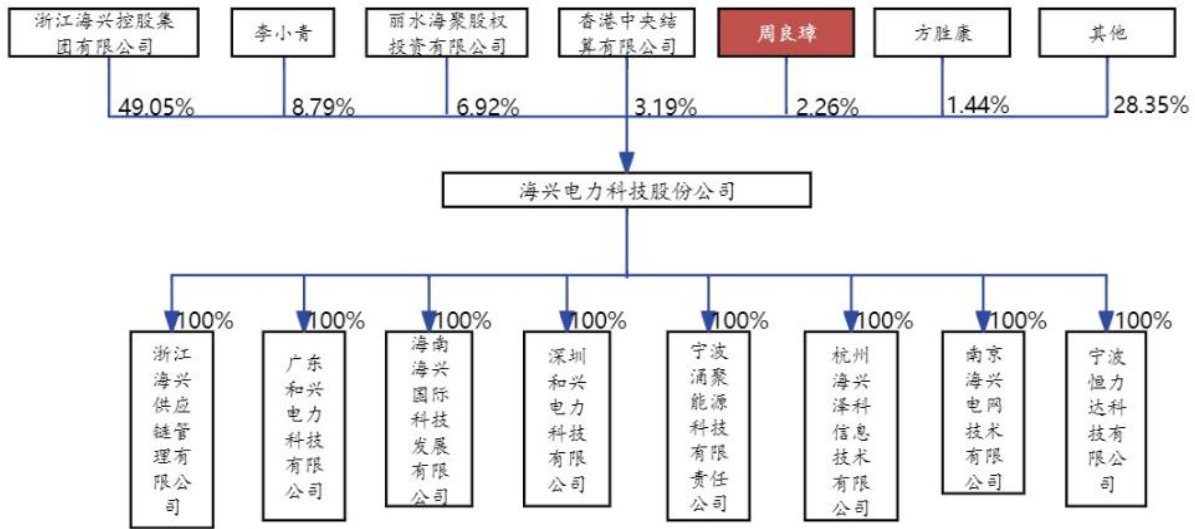 浙江海兴控股集
团有限公司
李小青
丽水海聚股权
投资有限公司
香港中央结
算有限公司
周良璋
方胜康
其他
49.05%
8.79%
6.92%
3.19%
2.26%
1.44%
28.35%
海兴电力科技股份公司
100%
100%
100%
100%
100%
100%
100%
100%
浙江
海兴
供应
链管
理有
限公
司
广东
和兴
电力
科技
有限
公司
海南
海兴
国际
科技
发展
有限
公司
深圳
和兴
电力
科技
有限
公司
宁波
涌聚
能源
科技
有限
责任
公司
杭州
海兴
泽科
信息
技术
有限
公司
南京
海兴
电网
技术
有限
公司
宁波
恒力
达科
技有
限公
司